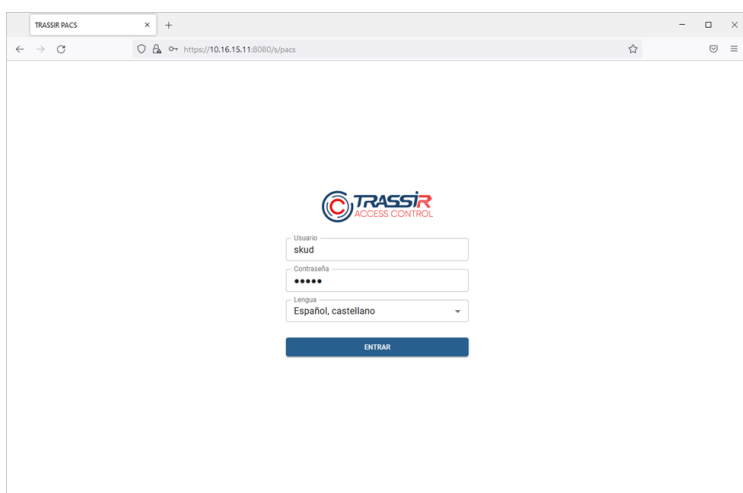 TRASSIR PACS
https://10.16.15.11:8080/s/pacs
TRASSIR
ACCESS CONTROL
Usuario
skud
Contraseña
•••••
Lengua
Español, castellano
ENTRAR